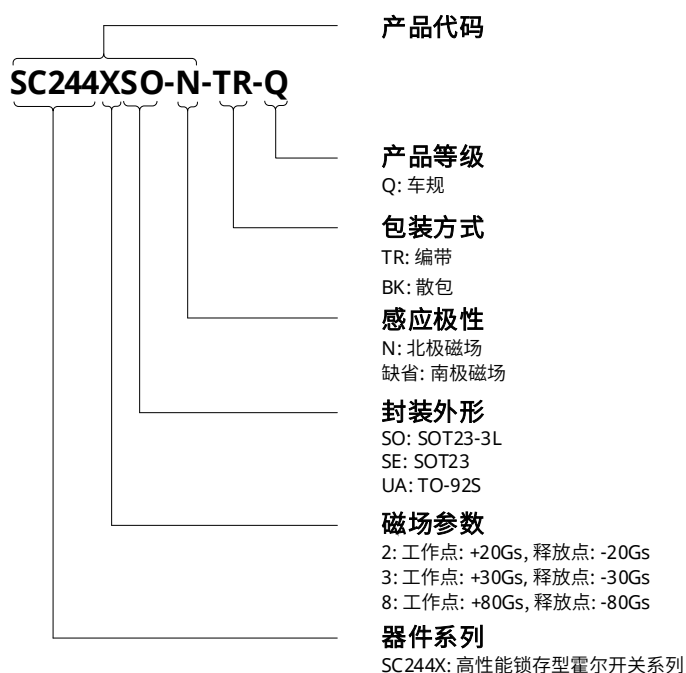 产品代码
SC244XSO-N-TR-Q
产品等级
Q: 车规
包装方式
TR: 编带
BK: 散包
感应极性
N: 北极磁场
缺省: 南极磁场
封装外形
SO: SOT23-3L
SE: SOT23
UA: TO-92S
磁场参数
2: 工作点: +20Gs, 释放点: -20Gs
3: 工作点: +30Gs, 释放点: -30Gs
8: 工作点: +80Gs, 释放点: -80Gs
器件系列
SC244X: 高性能锁存型霍尔开关系列